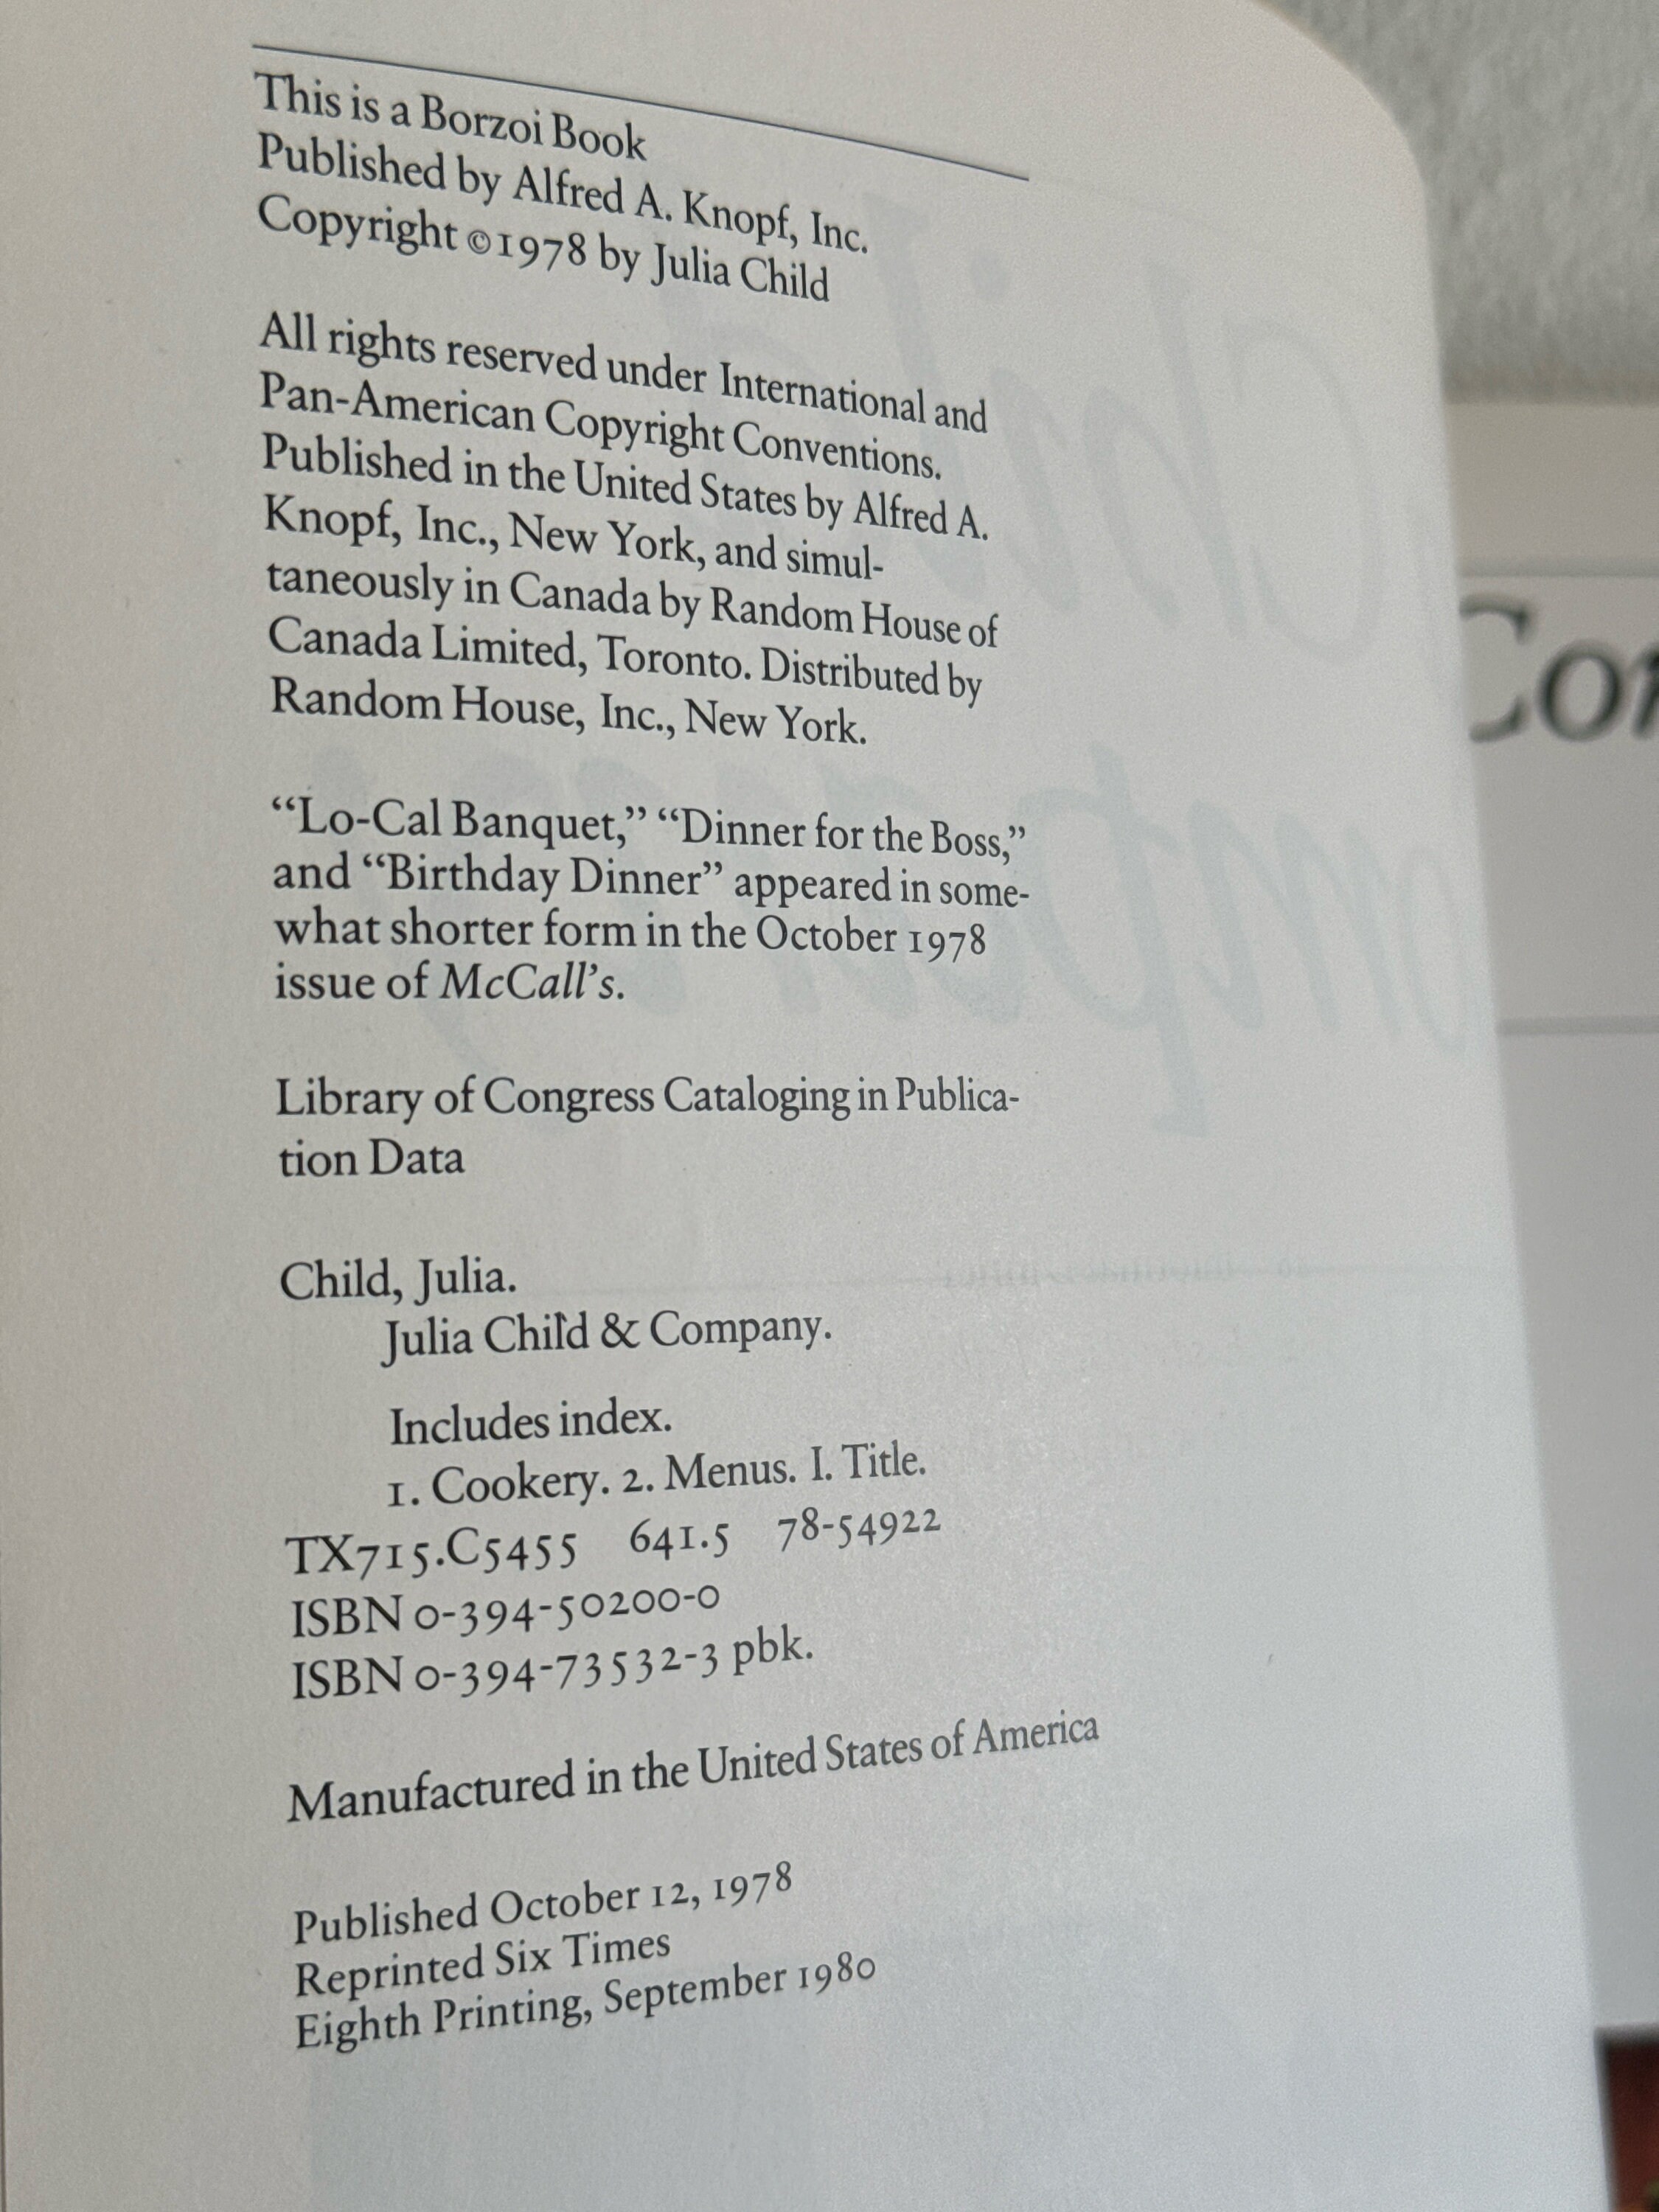 This is a Borzoi Book
Published by Alfred A. Knopf, Inc.
Copyright ©1978 by Julia Child
All rights reserved under International and
Pan-American Copyright Conventions.
Published in the United States by Alfred A.
Knopf, Inc., New York, and simul-
taneously in Canada by Random House of
Canada Limited, Toronto. Distributed by
Random House, Inc., New York.
“Lo-Cal Banquet,” “Dinner for the Boss,”
and “Birthday Dinner” appeared in some-
what shorter form in the October 1978
issue of McCall’s.
Library of Congress Cataloging in Publica-
tion Data
Child, Julia.
Julia Child & Company.
Includes index.
1. Cookery. 2. Menus. I. Title.
TX715.C5455 641.5 78-54922
ISBN 0-394-50200-0
ISBN 0-394-73532-3 pbk.
Manufactured in the United States of America
Published October 12, 1978
Reprinted Six Times
Eighth Printing, September 1980